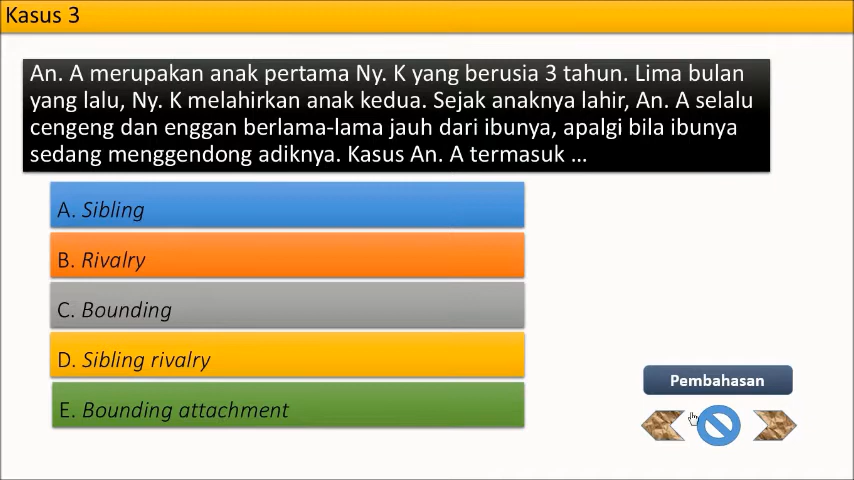 Kasus 3
An. A merupakan anak pertama Ny. K yang berusia 3 tahun. Lima bulan
yang lalu, Ny. K melahirkan anak kedua. Sejak anaknya lahir, An. A selalu
cengeng dan enggan berlama-lama jauh dari ibunya, apalgi bila ibunya
sedang menggendong adiknya. Kasus An. A termasuk ...
A. Sibling
B. Rivalry
C. Bounding
D. Sibling rivalry
E. Bounding attachment
Pembahasan